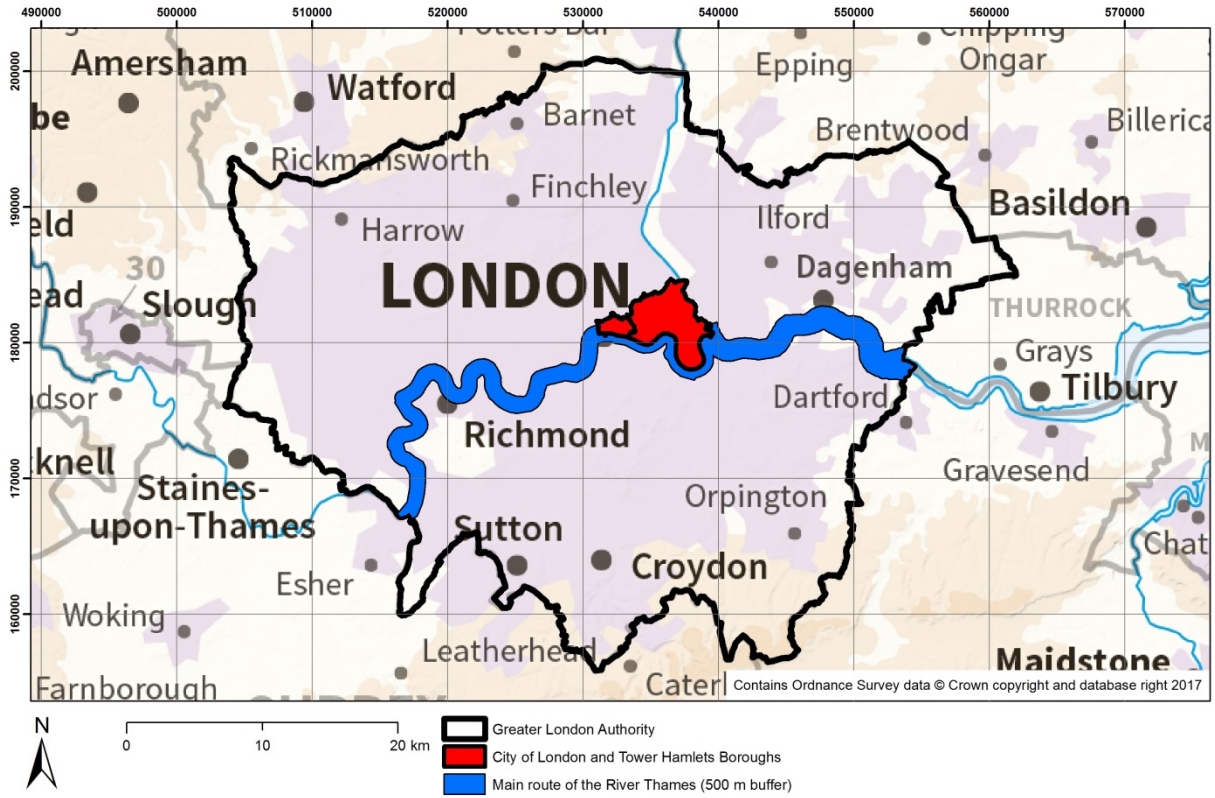 490000 500000 510000 520000 530000 540000 550000 560000 570000
200000
190000
180000
170000
160000
Potters Bar
Chipping
Ongar
Epping
Amersham
Watford
be
Barnet
Brentwood
Billerica
Rickmansworth
Finchley
Basildon
eld
Harrow
Ilford
30
LONDON
Dagenham
ead
Slough
THURROCK
Grays
Tilbury
ndsor
Dartford
Richmond
knell
Gravesend
M
Staines-
upon-Thames
Orpington
Sutton
Chat
Esher
Croydon
Woking
Leatherhead
Maidstone
Farnborough
Caterl
Contains Ordnance Survey data © Crown copyright and database right 2017
N
0 10 20 km
Greater London Authority
City of London and Tower Hamlets Boroughs
Main route of the River Thames (500 m buffer)